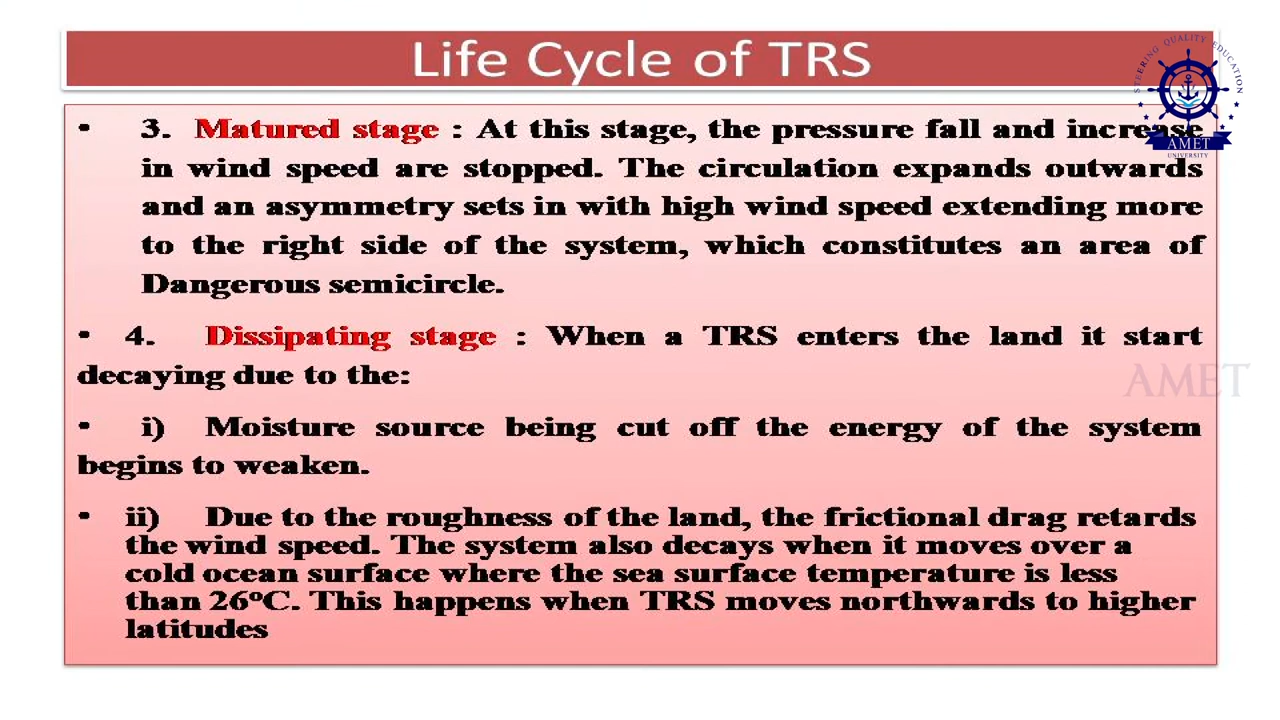 Life Cycle of TRS
STEERING QUALITY EDUCATION
AMET
UNIVERSITY
• 3. Matured stage : At this stage, the pressure fall and increase
in wind speed are stopped. The circulation expands outwards
and an asymmetry sets in with high wind speed extending more
to the right side of the system, which constitutes an area of
Dangerous semicircle.
• 4. Dissipating stage : When a TRS enters the land it start
decaying due to the:
AMET
• i) Moisture source being cut off the energy of the system
begins to weaken.
• ii) Due to the roughness of the land, the frictional drag retards
the wind speed. The system also decays when it moves over a
cold ocean surface where the sea surface temperature is less
than 26ºC. This happens when TRS moves northwards to higher
latitudes